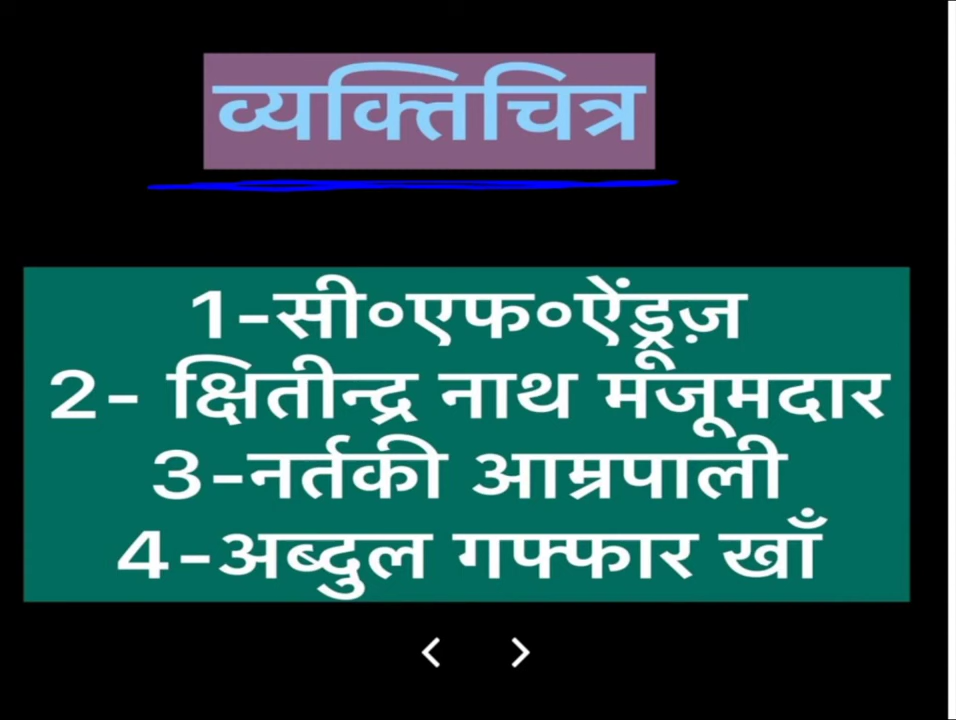 व्यक्तिचित्र
1-सी०एफ०ऐंड्रूज़
2- क्षितीन्द्र नाथ मजूमदार
3-नर्तकी आम्रपाली
4-अब्दुल गफ्फार खाँ